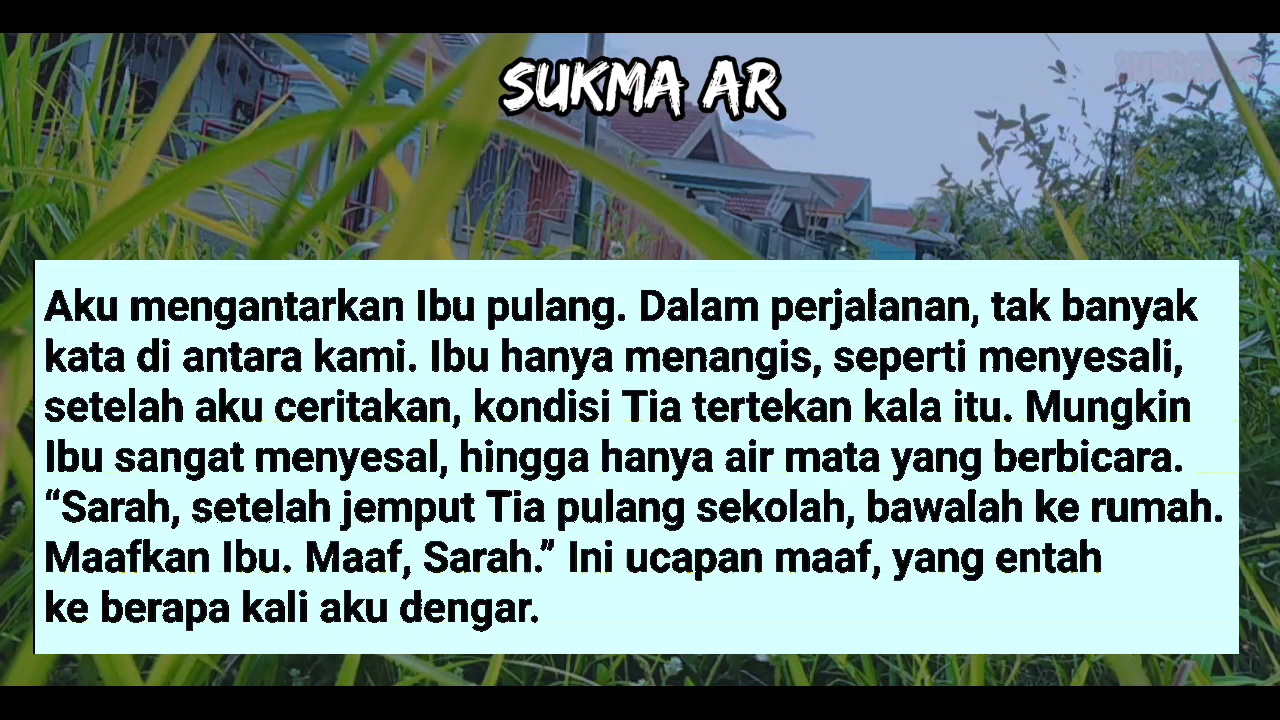 SUKMA AR
SUBSCRIBE
Aku mengantarkan Ibu pulang. Dalam perjalanan, tak banyak
kata di antara kami. Ibu hanya menangis, seperti menyesali,
setelah aku ceritakan, kondisi Tia tertekan kala itu. Mungkin
Ibu sangat menyesal, hingga hanya air mata yang berbicara.
“Sarah, setelah jemput Tia pulang sekolah, bawalah ke rumah.
Maafkan Ibu. Maaf, Sarah.” Ini ucapan maaf, yang entah
ke berapa kali aku dengar.